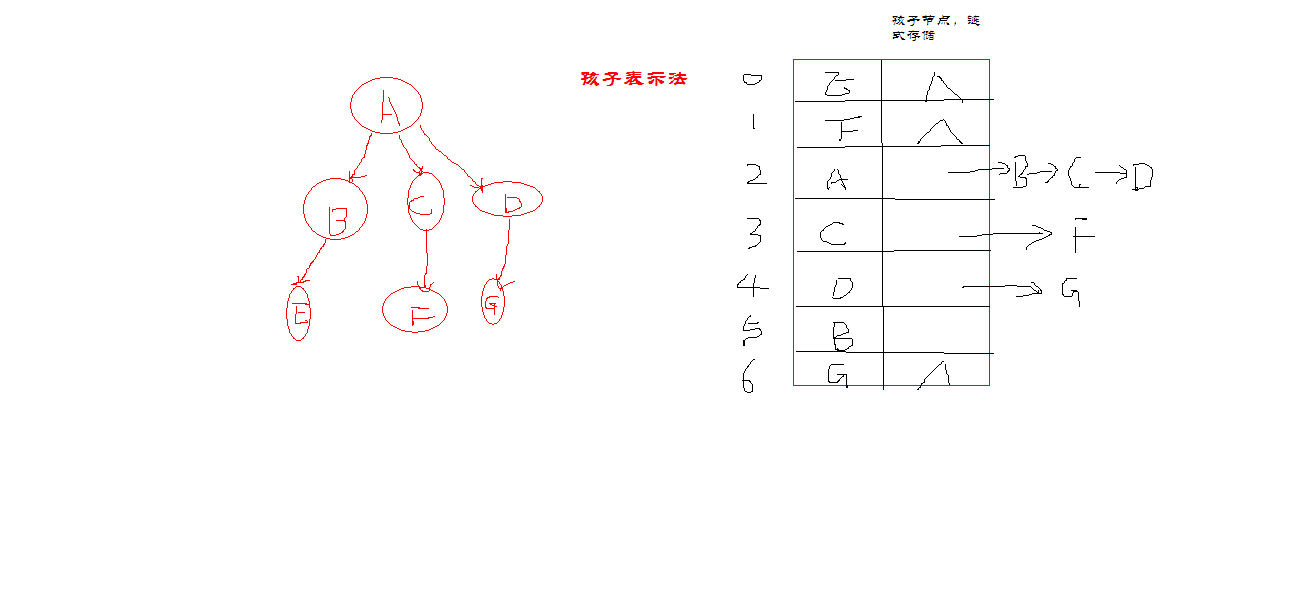 孩子节点，链
式存储
孩子表示法
A
B C D
E F G
0 E Λ
1 F Λ
2 A B C D
3 C F
4 D G
5 B
6 G Λ